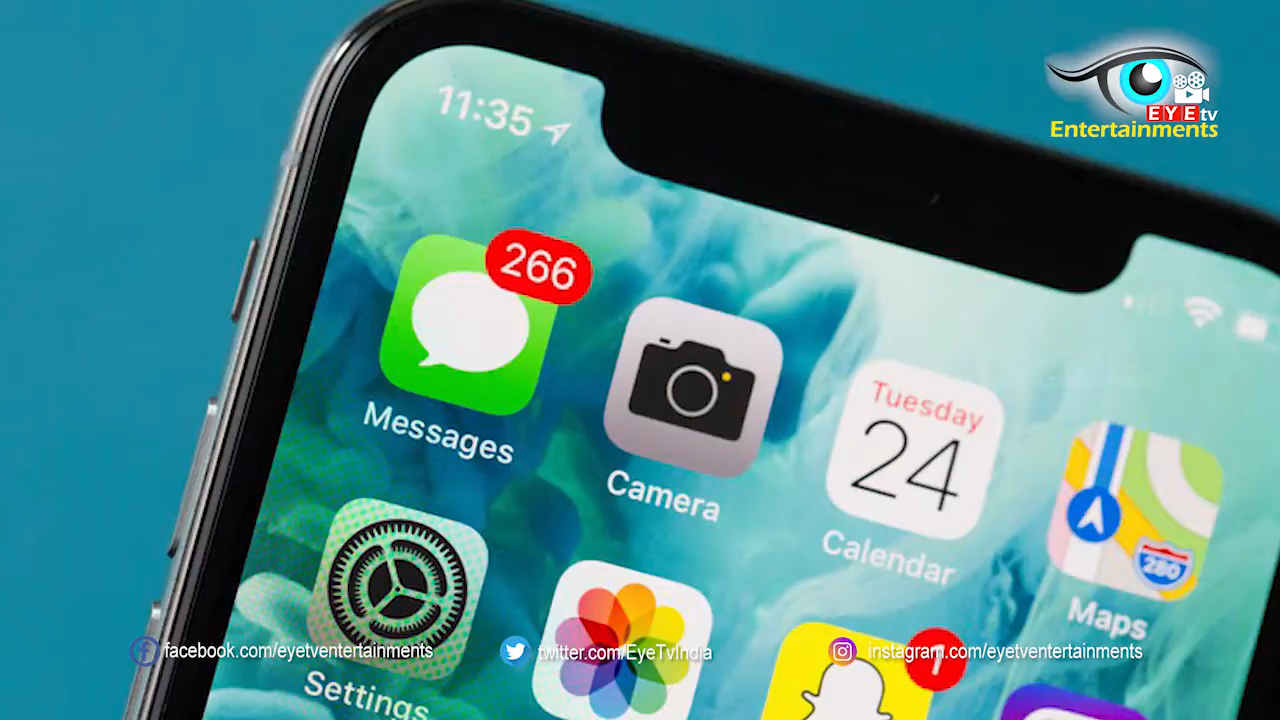 11:35
EYE tv
Entertainments
266
Messages
Camera
Tuesday
24
Calendar
280
Maps
Settings
1
facebook.com/eyetventertainments
twitter.com/EyeTvIndia
instagram.com/eyetventertainments